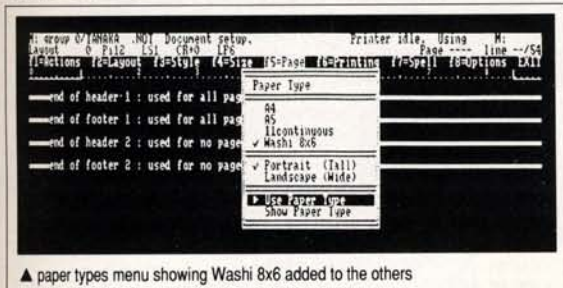 M: group 0/TANAKA .NOT Document setup. Printer idle, Using M:
Layout 0 Pi12 LS1 CR+0 LP6 Page ---- line --/54
f1=Actions f2=Layout f3=Style f4=Size f5=Page f6=Printing f7=Spell f8=Options EXIT
Paper Type
end of header 1 : used for all pag
A4
A5
end of footer 1 : used for all pag
11continuous
✓ Washi 8x6
end of header 2 : used for no page
✓ Portrait (Tall)
Landscape (Wide)
end of footer 2 : used for no page
▶ Use Paper Type
Show Paper Type
▲ paper types menu showing Washi 8x6 added to the others